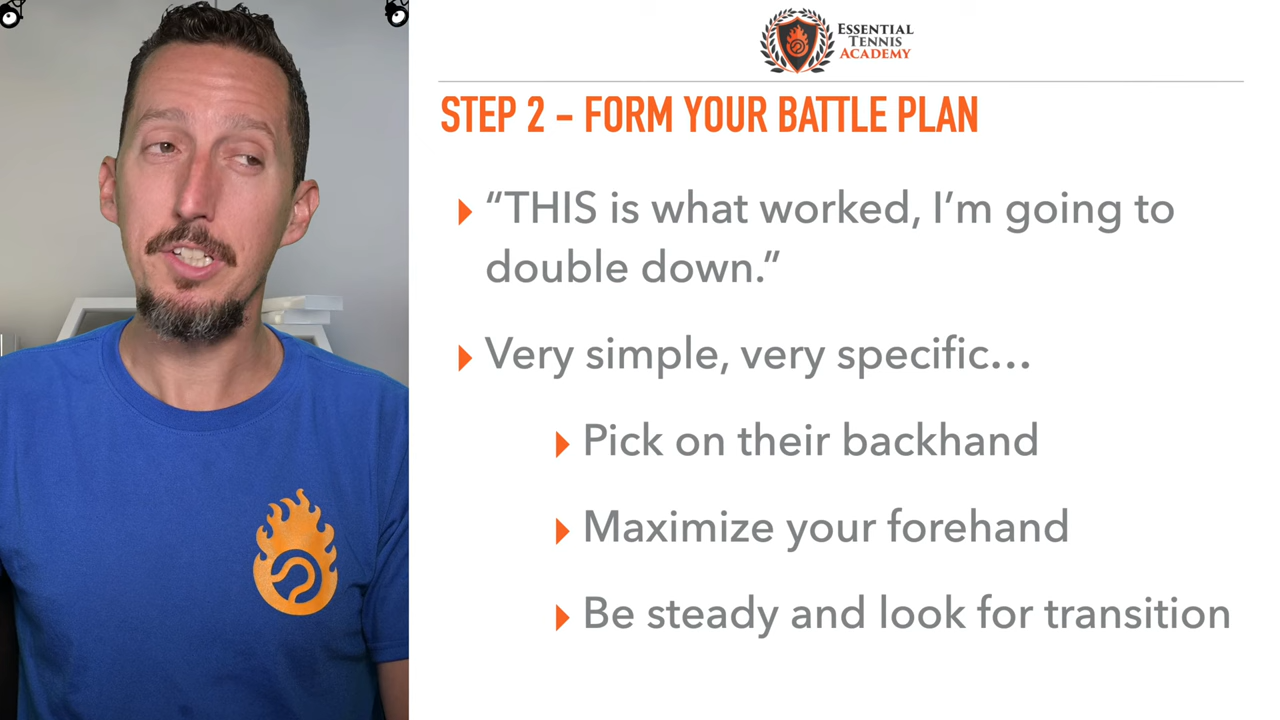 ESSENTIAL
TENNIS
ACADEMY
STEP 2 – FORM YOUR BATTLE PLAN
“THIS is what worked, I’m going to
double down.”
Very simple, very specific…
Pick on their backhand
Maximize your forehand
Be steady and look for transition